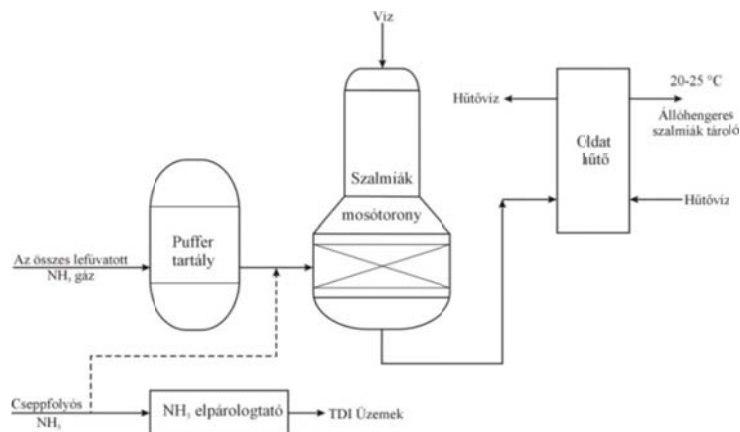 Víz
20-25 °C
Hűtővíz
Állóhengeres
szalmiák tároló
Oldat
hűtő
Hűtővíz
Szalmiák
mosótorony
Puffer
tartály
Az összes lefúvatott
NH₃ gáz
Cseppfolyós
NH₃
NH₃ elpárologtató
TDI Üzemek